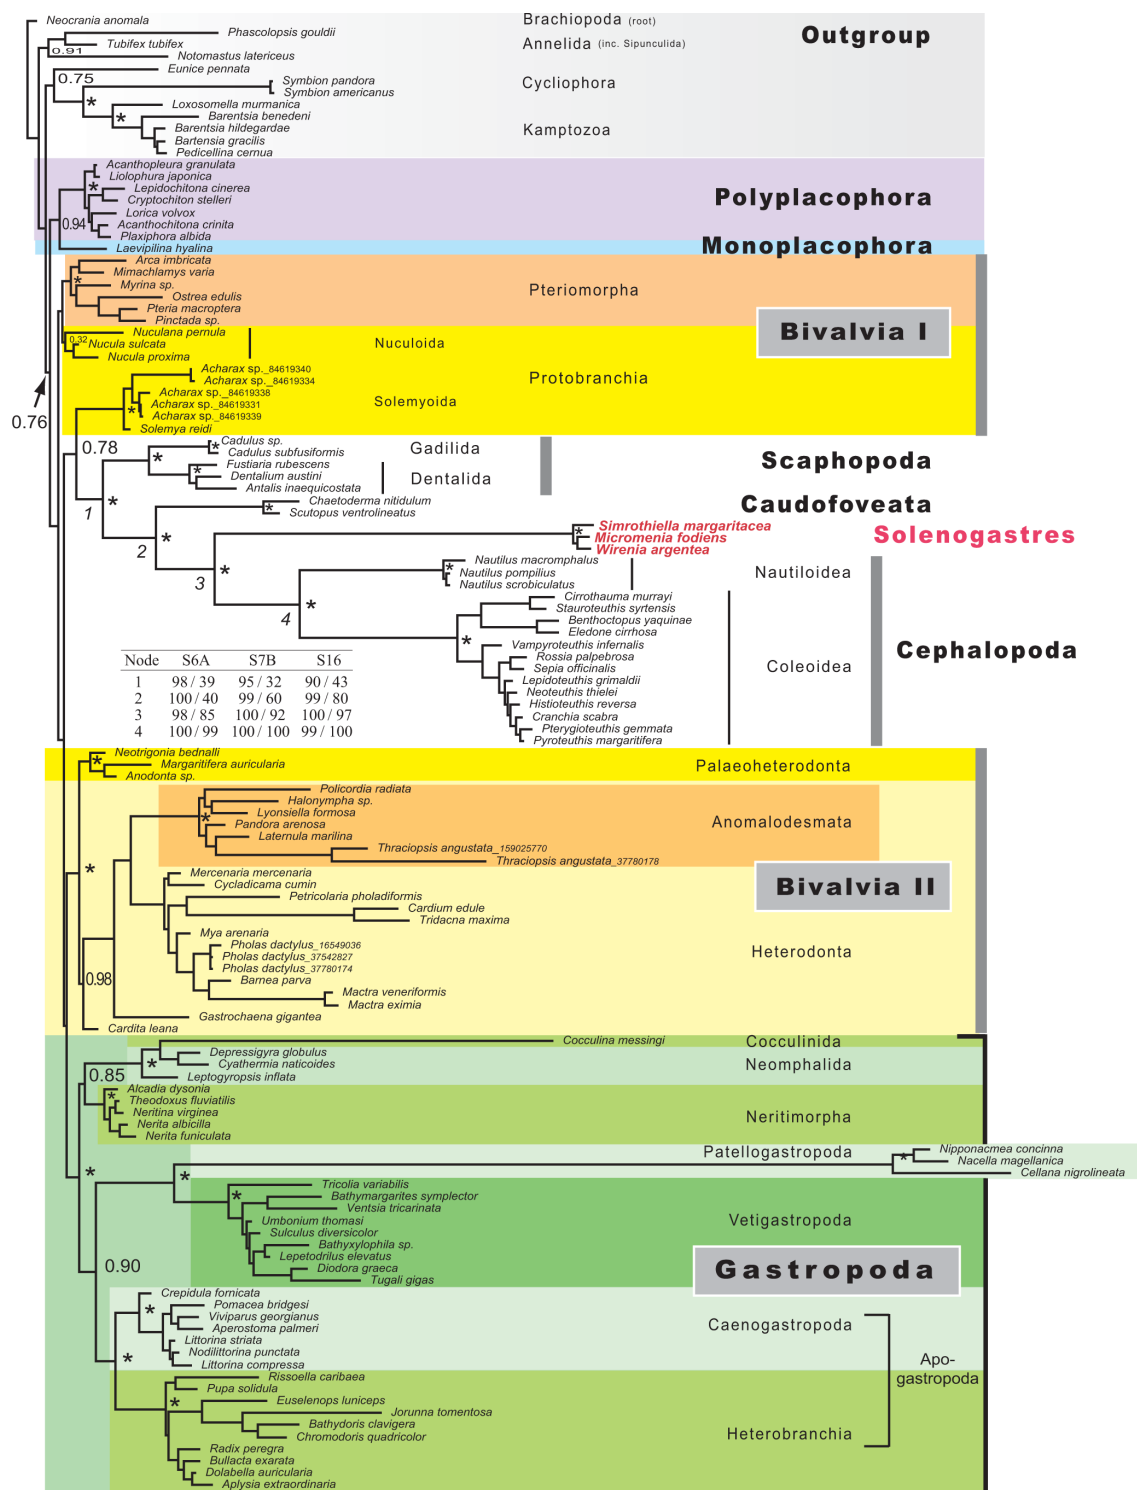 Neocrania anomala
Brachiopoda (root)
Outgroup
Phascolopsis gouldii
Tubifex tubifex
Annelida (inc. Sipunculida)
0.91
Notomastus latericeus
Eunice pennata
0.75
Symbion pandora
Cycliophora
Symbion americanus
*
Loxosomella murmanica
*
Barentsia benedeni
Barentsia hildegardae
Kamptozoa
Bartensia gracilis
Pedicellina cernua
Acanthopleura granulata
Liolophura japonica
*
Lepidochitona cinerea
Cryptochiton stelleri
Polyplacophora
Lorica volvox
0.94
Acanthochitona crinita
Plaxiphora albida
Laevipilina hyalina
Monoplacophora
Arca imbricata
Mimachlamys varia
*
Myrina sp.
Pteriomorpha
Ostrea edulis
Pteria macroptera
Pinctada sp.
Bivalvia I
Nuculana pernula
0.32
Nucula sulcata
Nuculoida
Nucula proxima
Acharax sp._84619340
Protobranchia
Acharax sp._84619334
Acharax sp._84619338
Solemyoida
*
Acharax sp._84619331
Acharax sp._84619339
Solemya reidi
0.76
0.78
Cadulus sp.
*
Gadilida
Cadulus subfusiformis
*
Scaphopoda
Fustiaria rubescens
*
Dentalium austini
Dentalida
Antalis inaequicostata
*
1
Chaetoderma nitidulum
Caudofoveata
*
Scutopus ventrolineatus
Simrothiella margaritacea
*
Micromenia fodiens
Solenogastres
*
2
Wirenia argentea
Nautilus macromphalus
*
Nautilus pompilius
Nautiloidea
*
3
Nautilus scrobiculatus
Cirrothauma murrayi
*
4
Stauroteuthis syrtensis
Benthoctopus yaquinae
Eledone cirrhosa
*
Vampyroteuthis infernalis
Cephalopoda
Node S6A S7B S16
Rossia palpebrosa
Sepia officinalis
Coleoidea
1 98 / 39 95 / 32 90 / 43
Lepidoteuthis grimaldii
Neoteuthis thielei
2 100 / 40 99 / 60 99 / 80
Histioteuthis reversa
3 98 / 85 100 / 92 100 / 97
Cranchia scabra
4 100 / 99 100 / 100 99 / 100
Pterygioteuthis gemmata
Pyroteuthis margaritifera
Neotrigonia bednalli
*
Margaritifera auricularia
Palaeoheterodonta
Anodonta sp.
Policordia radiata
Halonympha sp.
*
Lyonsiella formosa
Pandora arenosa
Anomalodesmata
Laternula marilina
Thraciopsis angustata_159025770
Thraciopsis angustata_37780178
*
Mercenaria mercenaria
Bivalvia II
Cycladicama cumin
Petricolaria pholadiformis
Cardium edule
Tridacna maxima
Mya arenaria
Pholas dactylus_16549036
Heterodonta
Pholas dactylus_37542827
Pholas dactylus_37780174
0.98
Barnea parva
Mactra veneriformis
Mactra eximia
Gastrochaena gigantea
Cardita leana
Cocculina messingi
Cocculinida
Depressigyra globulus
*
Cyathermia naticoides
Neomphalida
0.85
Leptogyropsis inflata
Alcadia dysonia
*
Theodoxus fluviatilis
Neritina virginea
Neritimorpha
Nerita albicilla
Nerita funiculata
Patellogastropoda
Nipponacmea concinna
*
Nacella magellanica
*
*
Cellana nigrolineata
Tricolia variabilis
*
Bathymargarites symplector
Ventsia tricarinata
Umbonium thomasi
Vetigastropoda
Sulculus diversicolor
Bathyxylophila sp.
Lepetodrilus elevatus
0.90
Diodora graeca
Gastropoda
Tugali gigas
Crepidula fornicata
*
Pomacea bridgesi
Viviparus georgianus
Caenogastropoda
Aperostoma palmeri
Littorina striata
Nodilittorina punctata
*
Littorina compressa
Apo-
gastropoda
Rissoella caribaea
Pupa solidula
*
Euselenops luniceps
Jorunna tomentosa
Bathydoris clavigera
Heterobranchia
Chromodoris quadricolor
Radix peregra
Bullacta exarata
Dolabella auricularia
Aplysia extraordinaria